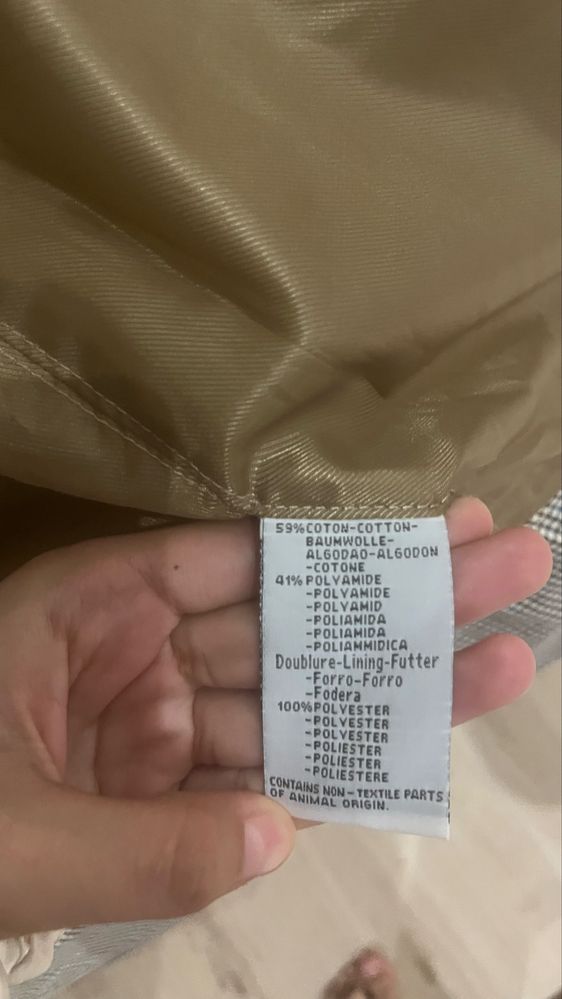 59%COTON-COTTON-
BAUMWOLLE-
ALGODAO-ALGODON
-COTONE
41%POLYAMIDE
-POLYAMIDE
-POLYAMID
-POLIAMIDA
-POLIAMIDA
-POLIAMMIDICA
Doublure-Lining-Futter
-Forro-Forro
-Fodera
100%POLYESTER
-POLYESTER
-POLYESTER
-POLIESTER
-POLIESTER
-POLIESTERE
CONTAINS NON-TEXTILE PARTS
OF ANIMAL ORIGIN.